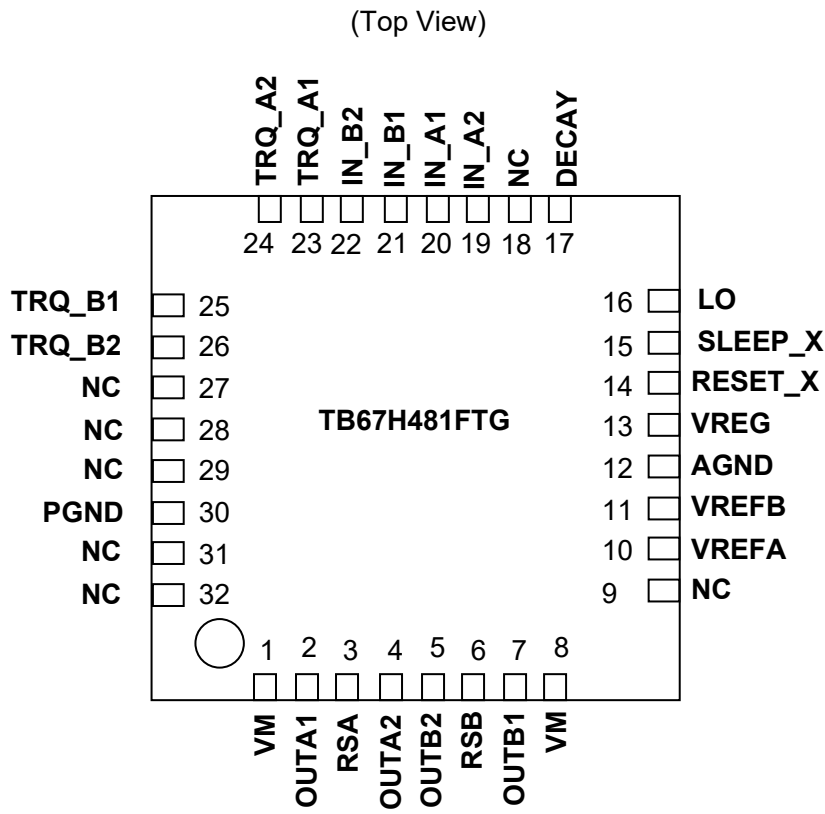 (Top View)
TRQ_A2
TRQ_A1
IN_B2
IN_B1
IN_A1
IN_A2
NC
DECAY
24 23 22 21 20 19 18 17
TRQ_B1 25
TRQ_B2 26
NC 27
NC 28
NC 29
PGND 30
NC 31
NC 32
TB67H481FTG
16 LO
15 SLEEP_X
14 RESET_X
13 VREG
12 AGND
11 VREFB
10 VREFA
9 NC
1 2 3 4 5 6 7 8
VM
OUTA1
RSA
OUTA2
OUTB2
RSB
OUTB1
VM